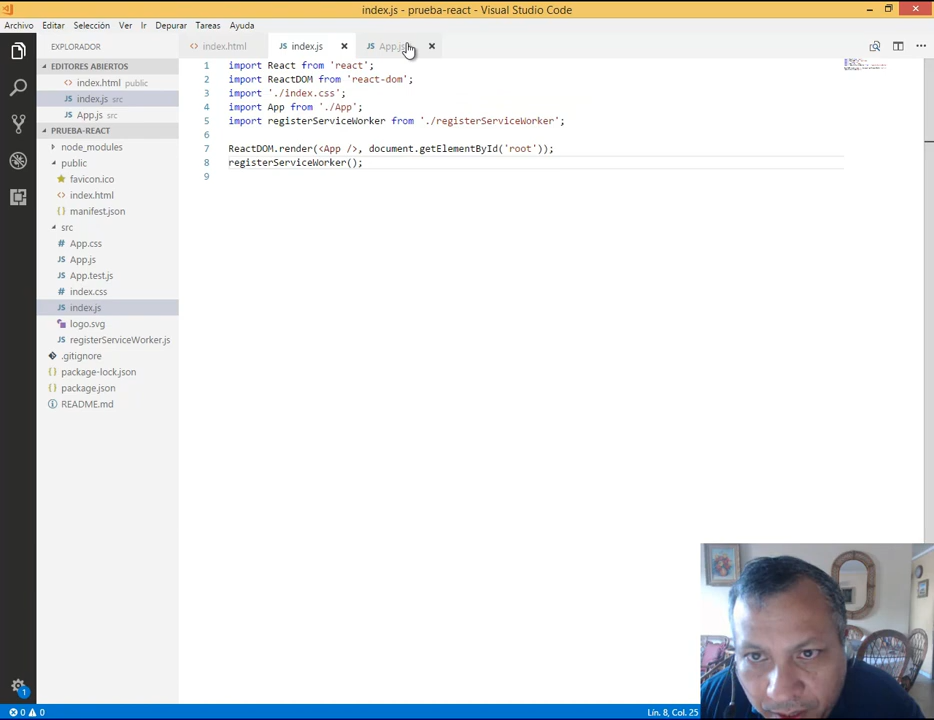 index.js - prueba-react - Visual Studio Code
Archivo Editar Selección Ver Ir Depurar Tareas Ayuda
EXPLORADOR
index.html index.js App.js
EDITORES ABIERTOS
index.html public
index.js src
App.js src
PRUEBA-REACT
node_modules
public
favicon.ico
index.html
manifest.json
src
App.css
App.js
App.test.js
index.css
index.js
logo.svg
registerServiceWorker.js
.gitignore
package-lock.json
package.json
README.md
1 import React from 'react';
2 import ReactDOM from 'react-dom';
3 import './index.css';
4 import App from './App';
5 import registerServiceWorker from './registerServiceWorker';
6
7 ReactDOM.render(<App />, document.getElementById('root'));
8 registerServiceWorker();
9
1
0 0
Lín. 8, Col. 25